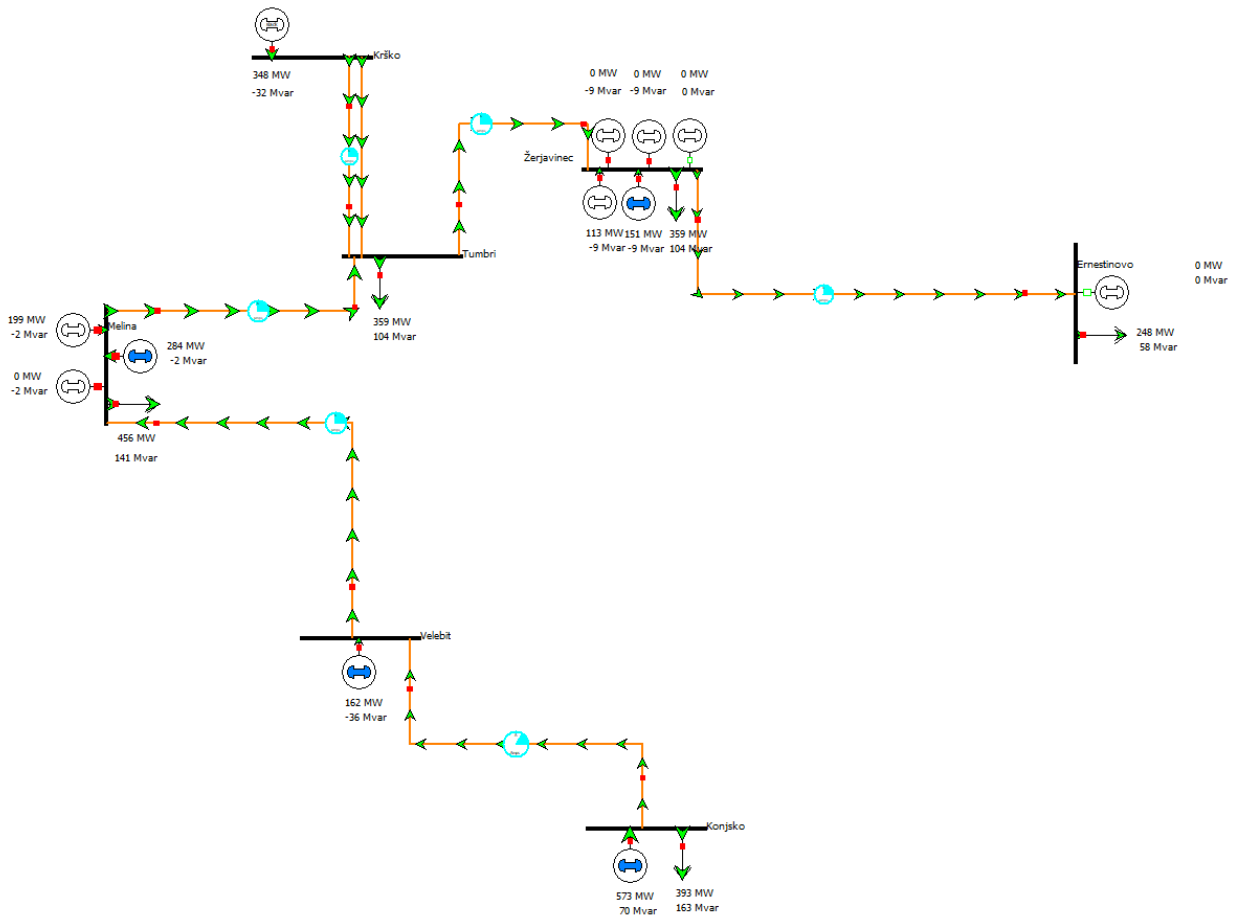 Krško
348 MW
-32 Mvar
0 MW
0 MW
0 MW
-9 Mvar
-9 Mvar
0 Mvar
Žerjavinec
113 MW
151 MW
359 MW
-9 Mvar
-9 Mvar
104 Mvar
Tumbri
359 MW
104 Mvar
Ernestinovo
0 MW
0 Mvar
248 MW
58 Mvar
199 MW
-2 Mvar
Melina
284 MW
-2 Mvar
0 MW
-2 Mvar
456 MW
141 Mvar
Velebit
162 MW
-36 Mvar
Konjsko
573 MW
70 Mvar
393 MW
163 Mvar